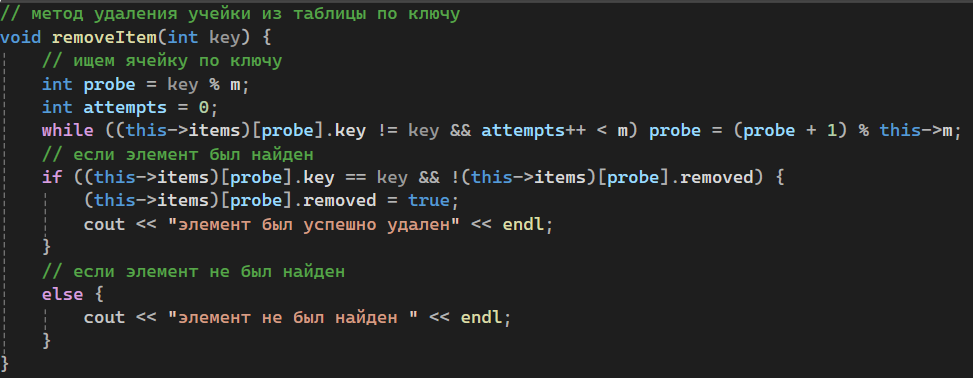 // метод удаления учейки из таблицы по ключу
void removeItem(int key) {
// ищем ячейку по ключу
int probe = key % m;
int attempts = 0;
while ((this->items)[probe].key != key && attempts++ < m) probe = (probe + 1) % this->m;
// если элемент был найден
if ((this->items)[probe].key == key && !(this->items)[probe].removed) {
(this->items)[probe].removed = true;
cout << "элемент был успешно удален" << endl;
}
// если элемент не был найден
else {
cout << "элемент не был найден " << endl;
}
}